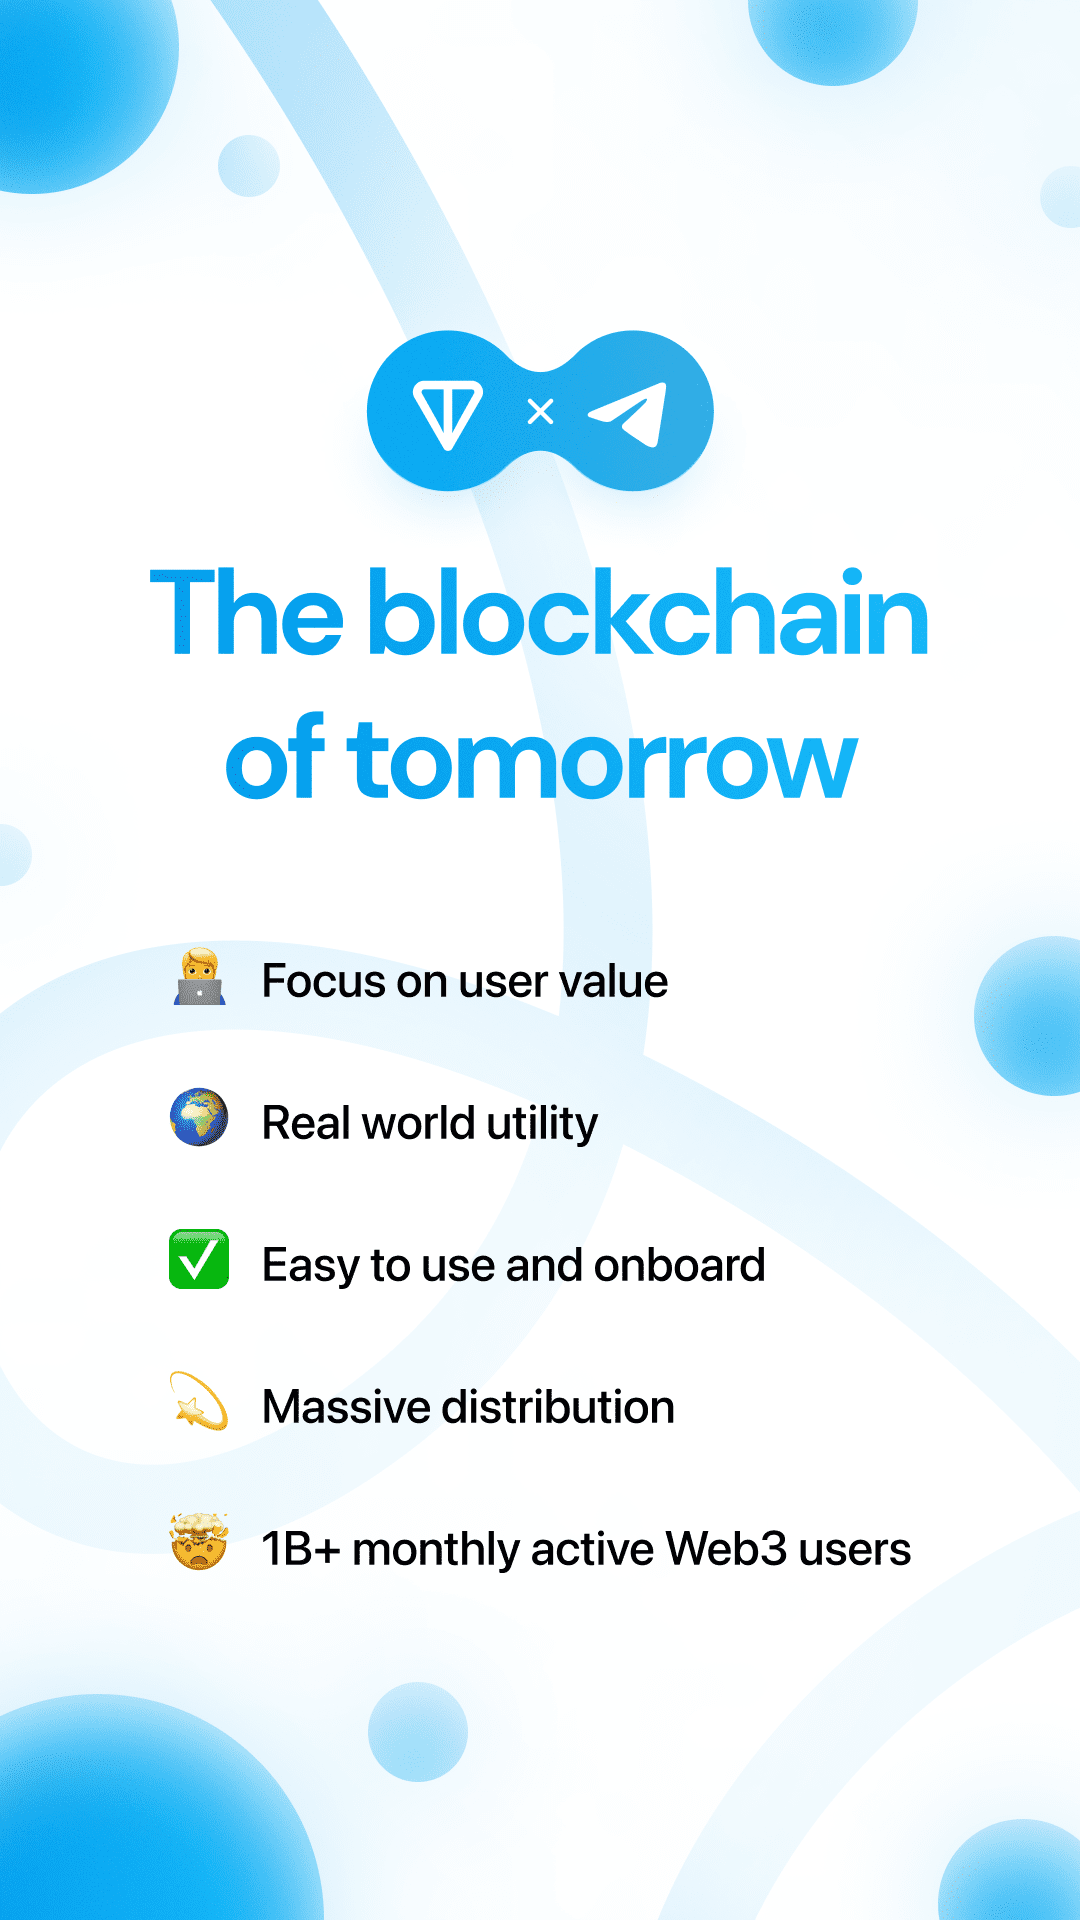 The blockchain
of tomorrow
Focus on user value
Real world utility
Easy to use and onboard
Massive distribution
1B+ monthly active Web3 users